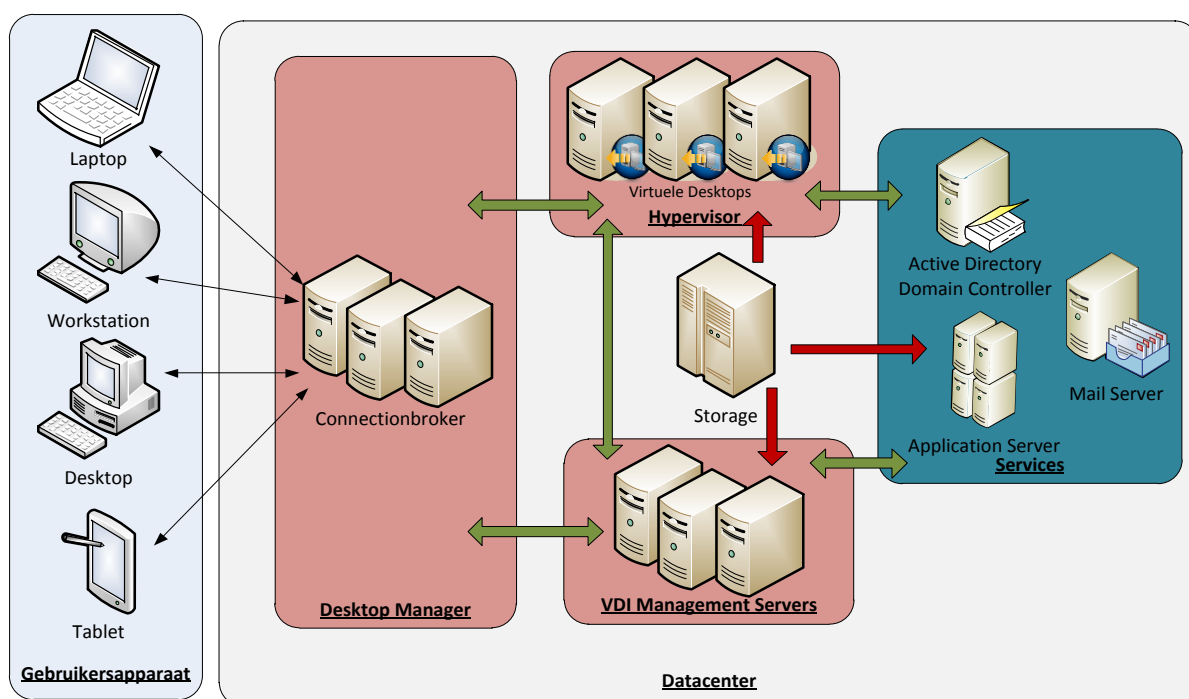 Laptop
Workstation
Desktop
Tablet
Gebruikersapparaat
Connectionbroker
Desktop Manager
Virtuele Desktops
Hypervisor
Storage
VDI Management Servers
Active Directory
Domain Controller
Mail Server
Application Server
Services
Datacenter